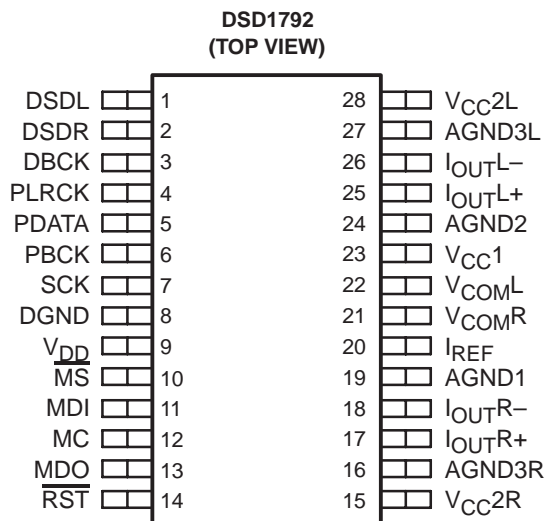 DSD1792
(TOP VIEW)
DSDL 1 28 VCC2L
DSDR 2 27 AGND3L
DBCK 3 26 IOUTL–
PLRCK 4 25 IOUTL+
PDATA 5 24 AGND2
PBCK 6 23 VCC1
SCK 7 22 VCOML
DGND 8 21 VCOMR
VDD 9 20 IREF
MS 10 19 AGND1
MDI 11 18 IOUTR–
MC 12 17 IOUTR+
MDO 13 16 AGND3R
RST 14 15 VCC2R